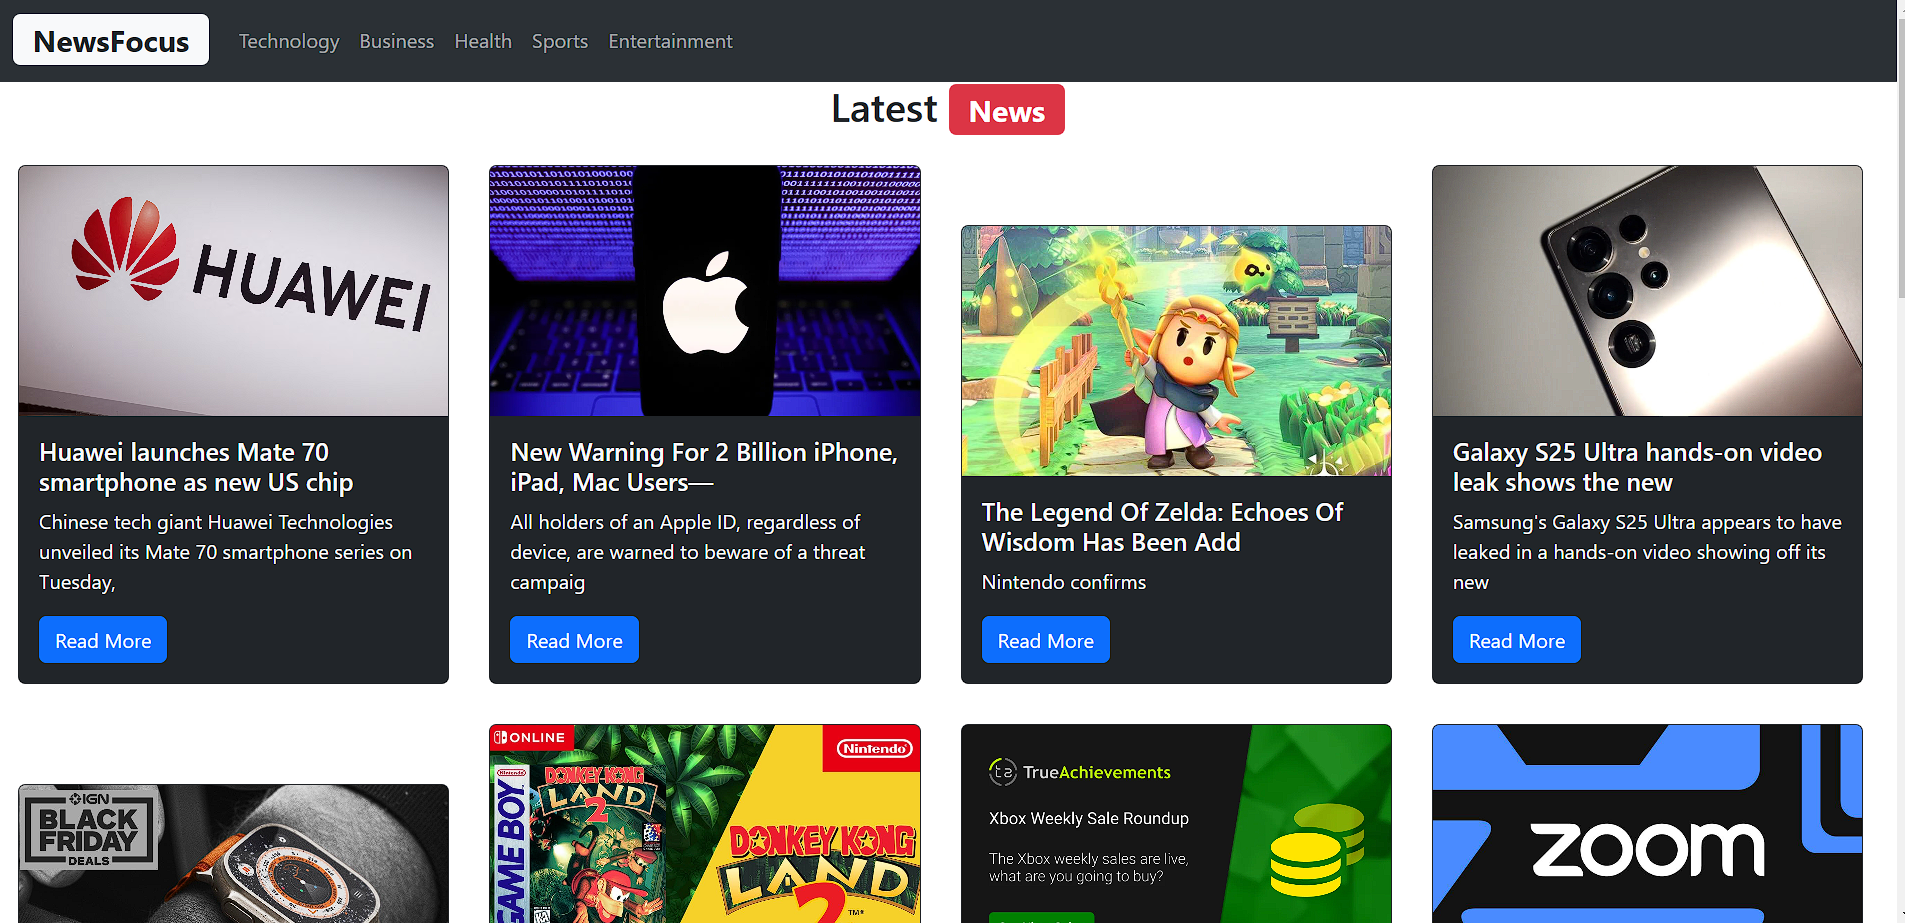 NewsFocus
Technology Business Health Sports Entertainment
Latest News
HUAWEI
Huawei launches Mate 70
smartphone as new US chip
Chinese tech giant Huawei Technologies
unveiled its Mate 70 smartphone series on
Tuesday,
Read More
New Warning For 2 Billion iPhone,
iPad, Mac Users—
All holders of an Apple ID, regardless of
device, are warned to beware of a threat
campaig
Read More
The Legend Of Zelda: Echoes Of
Wisdom Has Been Add
Nintendo confirms
Read More
Galaxy S25 Ultra hands-on video
leak shows the new
Samsung's Galaxy S25 Ultra appears to have
leaked in a hands-on video showing off its
new
Read More
IGN
BLACK
FRIDAY
DEALS
ONLINE
Nintendo
GAME BOY
DONKEY KONG
LAND
2
DONKEY KONG
LAND
2
TM
TrueAchievements
Xbox Weekly Sale Roundup
The Xbox weekly sales are live,
what are you going to buy?
zoom